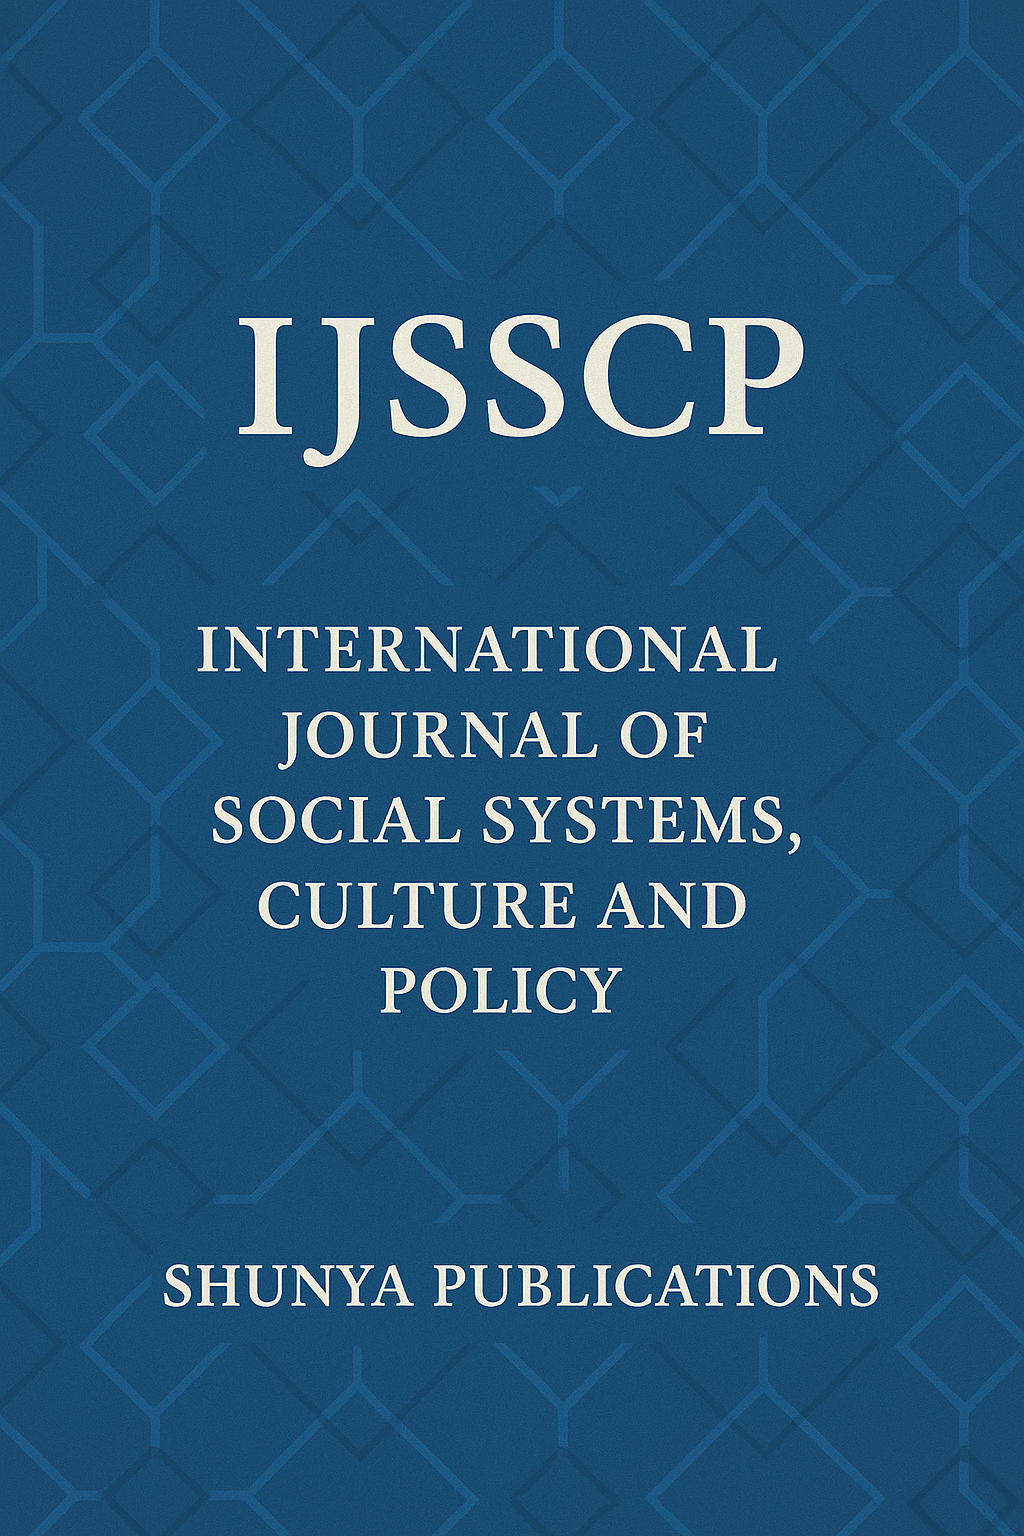 IJSSCP
INTERNATIONAL
JOURNAL OF
SOCIAL SYSTEMS,
CULTURE AND
POLICY
SHUNYA PUBLICATIONS